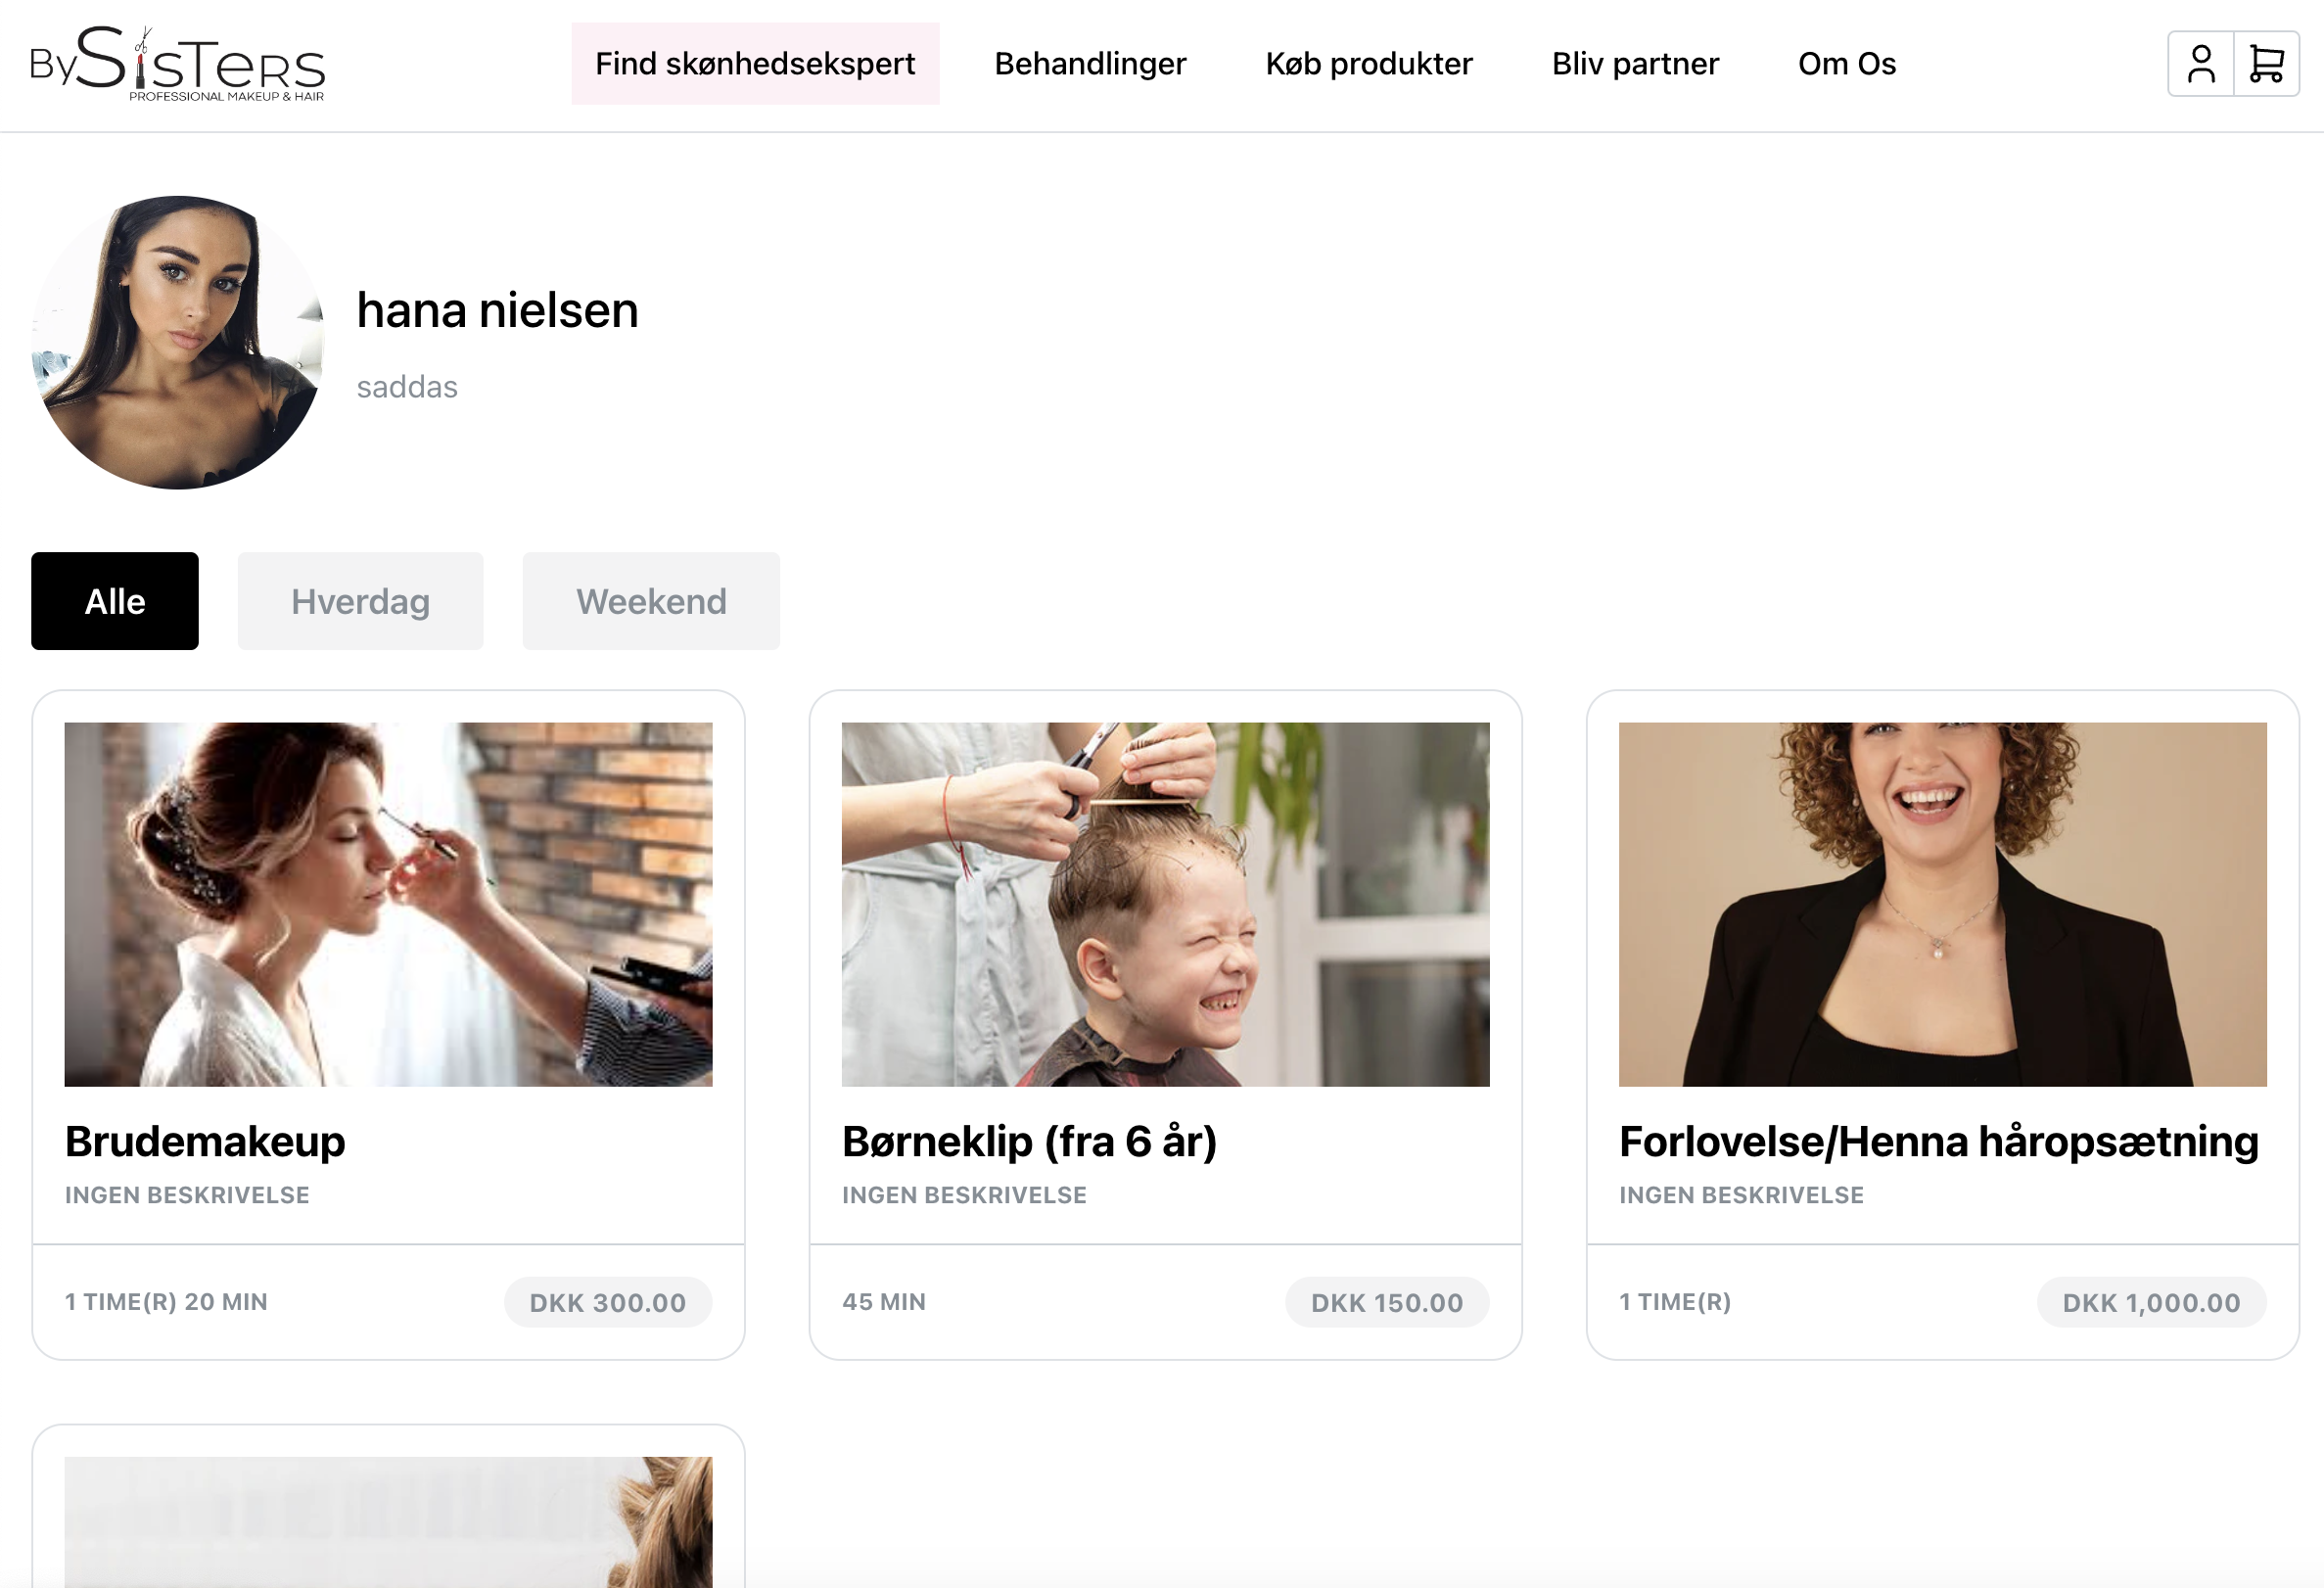 BySisTers
PROFESSIONAL MAKEUP & HAIR
Find skønhedsekspert
Behandlinger
Køb produkter
Bliv partner
Om Os
hana nielsen
saddas
Alle
Hverdag
Weekend
Brudemakeup
INGEN BESKRIVELSE
1 TIME(R) 20 MIN
DKK 300.00
Børneklip (fra 6 år)
INGEN BESKRIVELSE
45 MIN
DKK 150.00
Forlovelse/Henna håropsætning
INGEN BESKRIVELSE
1 TIME(R)
DKK 1,000.00